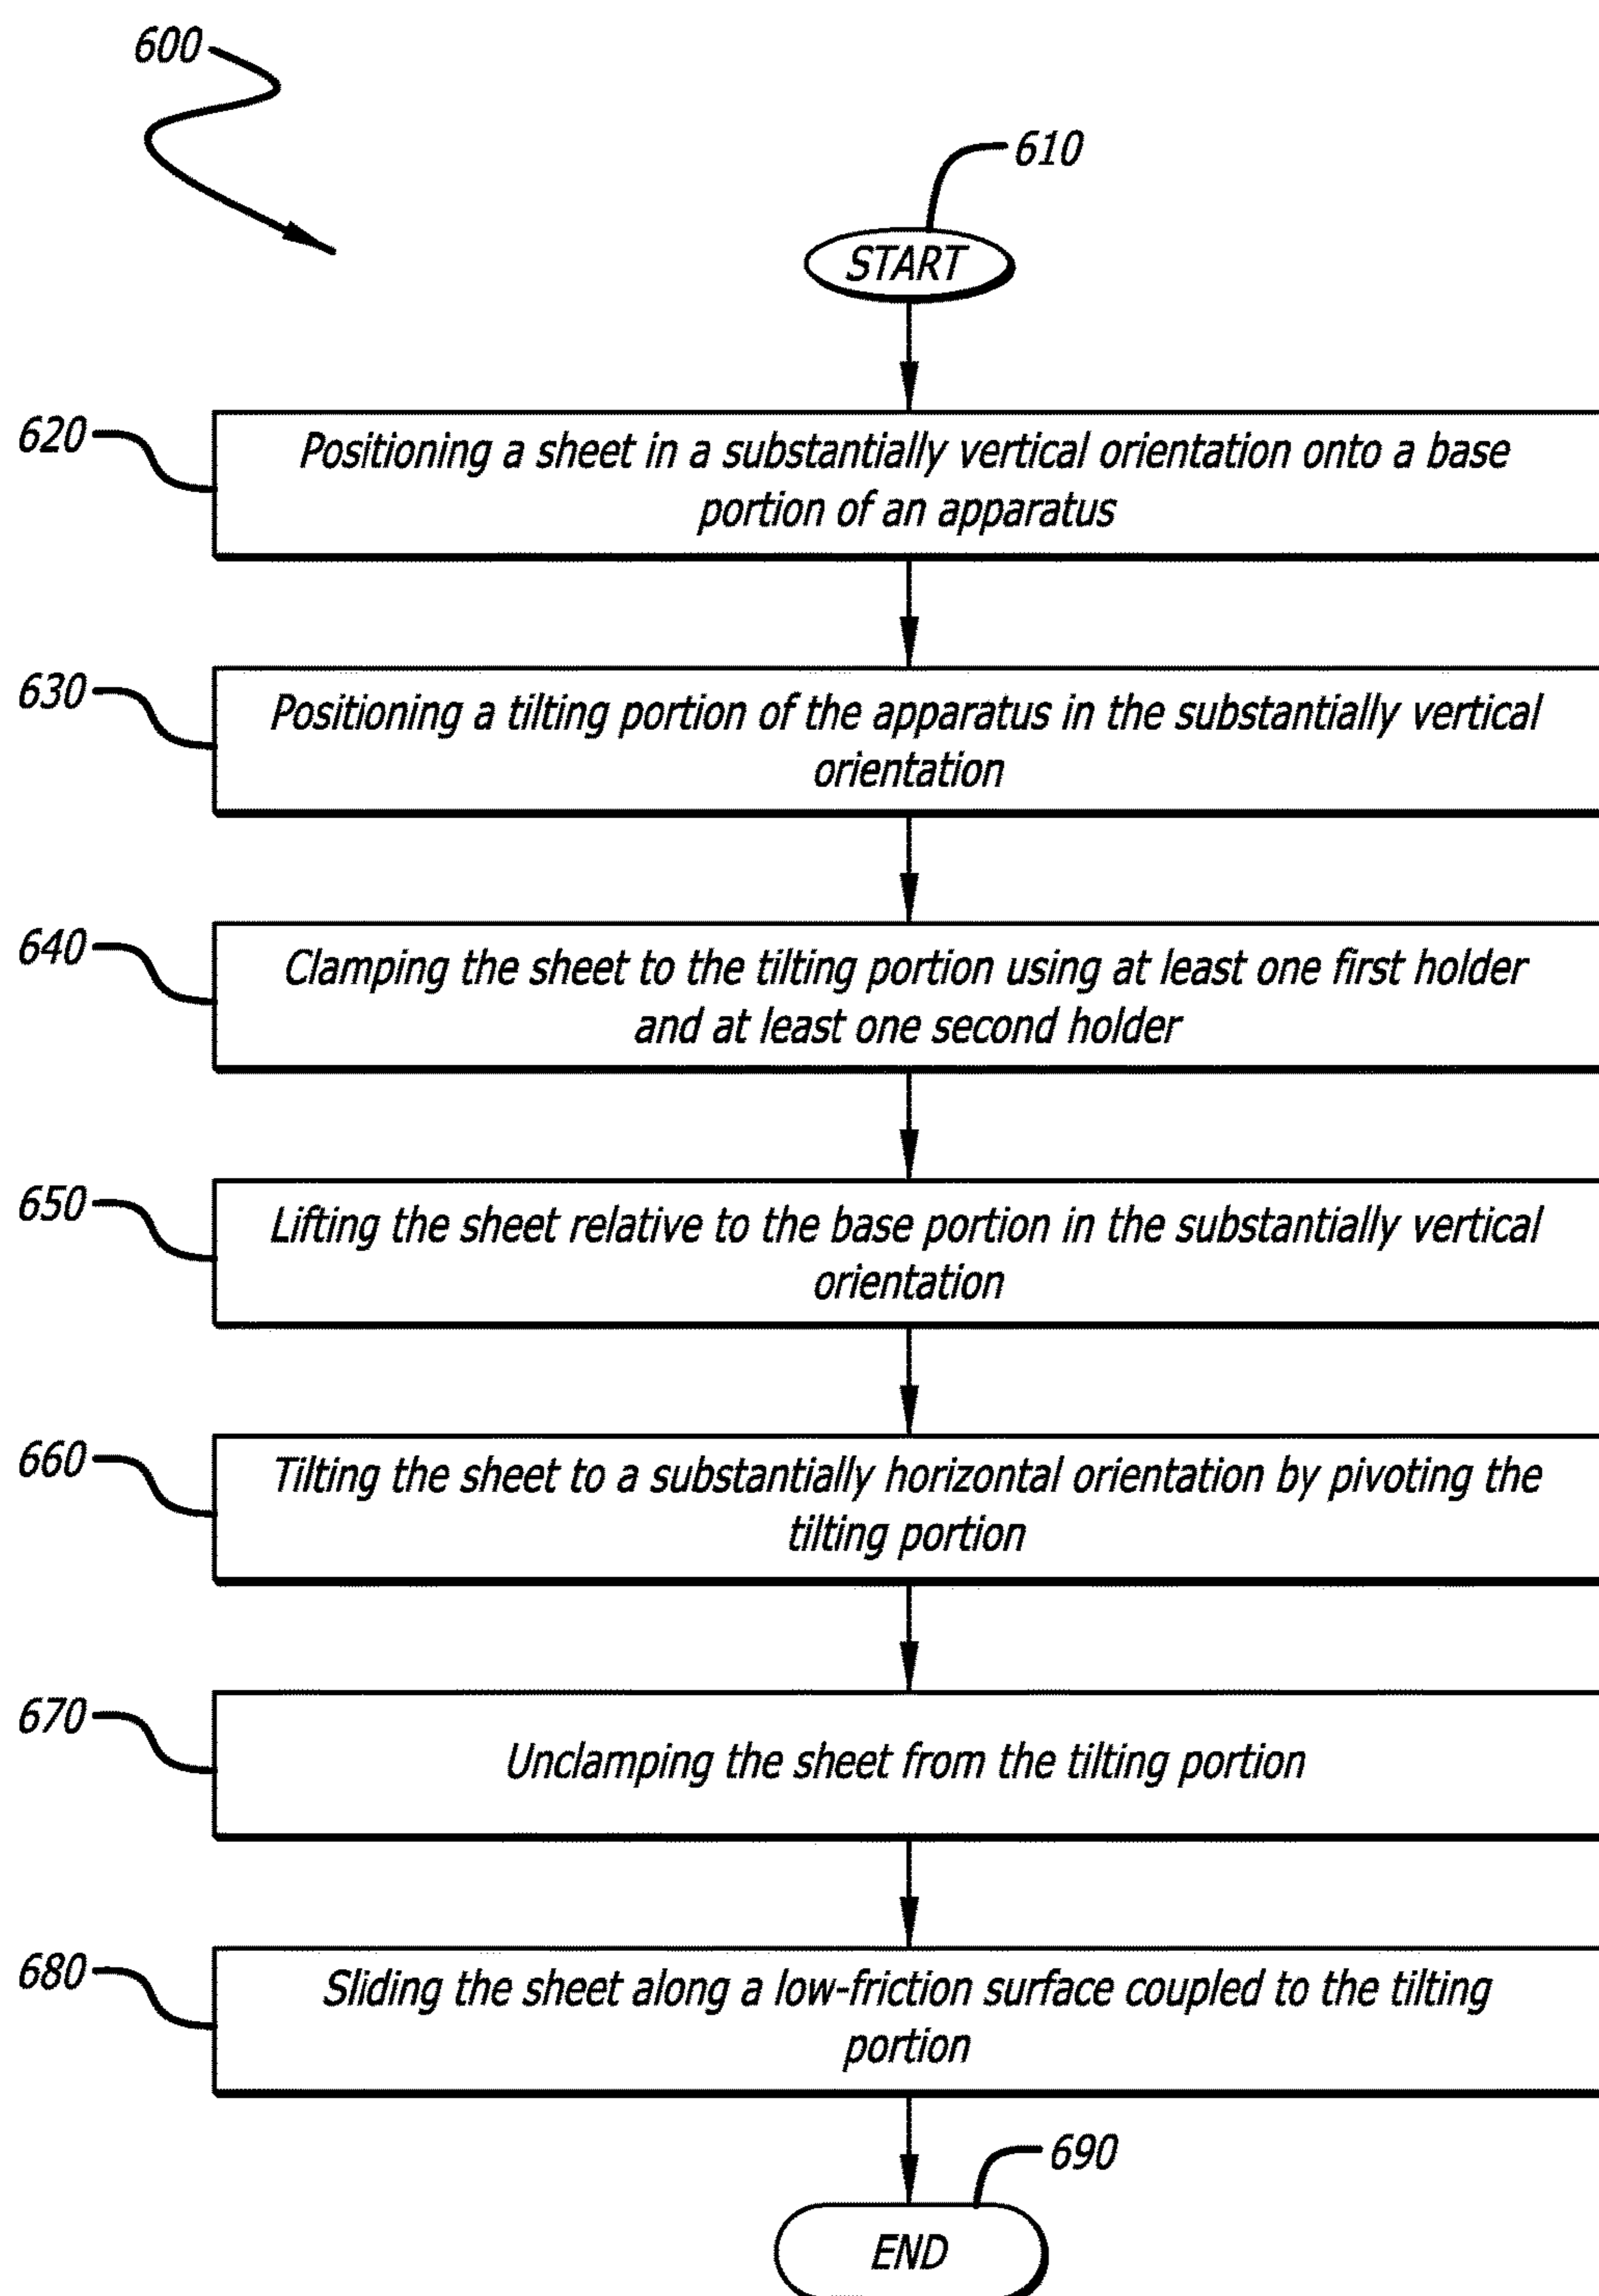 600
610
START
620
Positioning a sheet in a substantially vertical orientation onto a base
portion of an apparatus
630
Positioning a tilting portion of the apparatus in the substantially vertical
orientation
640
Clamping the sheet to the tilting portion using at least one first holder
and at least one second holder
650
Lifting the sheet relative to the base portion in the substantially vertical
orientation
660
Tilting the sheet to a substantially horizontal orientation by pivoting the
tilting portion
670
Unclamping the sheet from the tilting portion
680
Sliding the sheet along a low-friction surface coupled to the tilting
portion
690
END